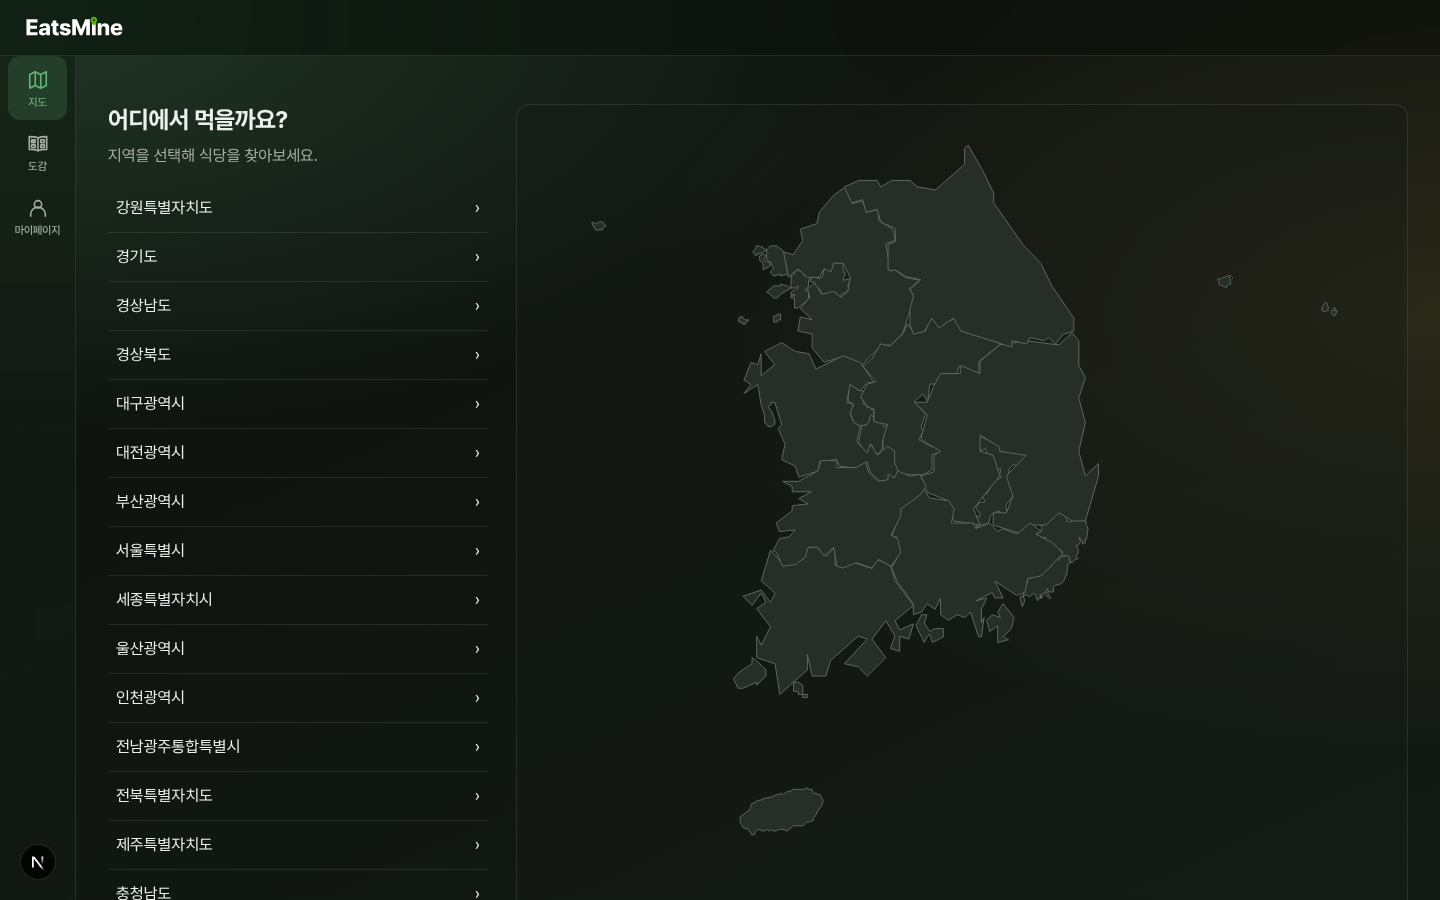 EatsMine
지도
도감
마이페이지
어디에서 먹을까요?
지역을 선택해 식당을 찾아보세요.
강원특별자치도 ›
경기도 ›
경상남도 ›
경상북도 ›
대구광역시 ›
대전광역시 ›
부산광역시 ›
서울특별시 ›
세종특별자치시 ›
울산광역시 ›
인천광역시 ›
전남광주통합특별시 ›
전북특별자치도 ›
제주특별자치도 ›
충청남도 ›
N